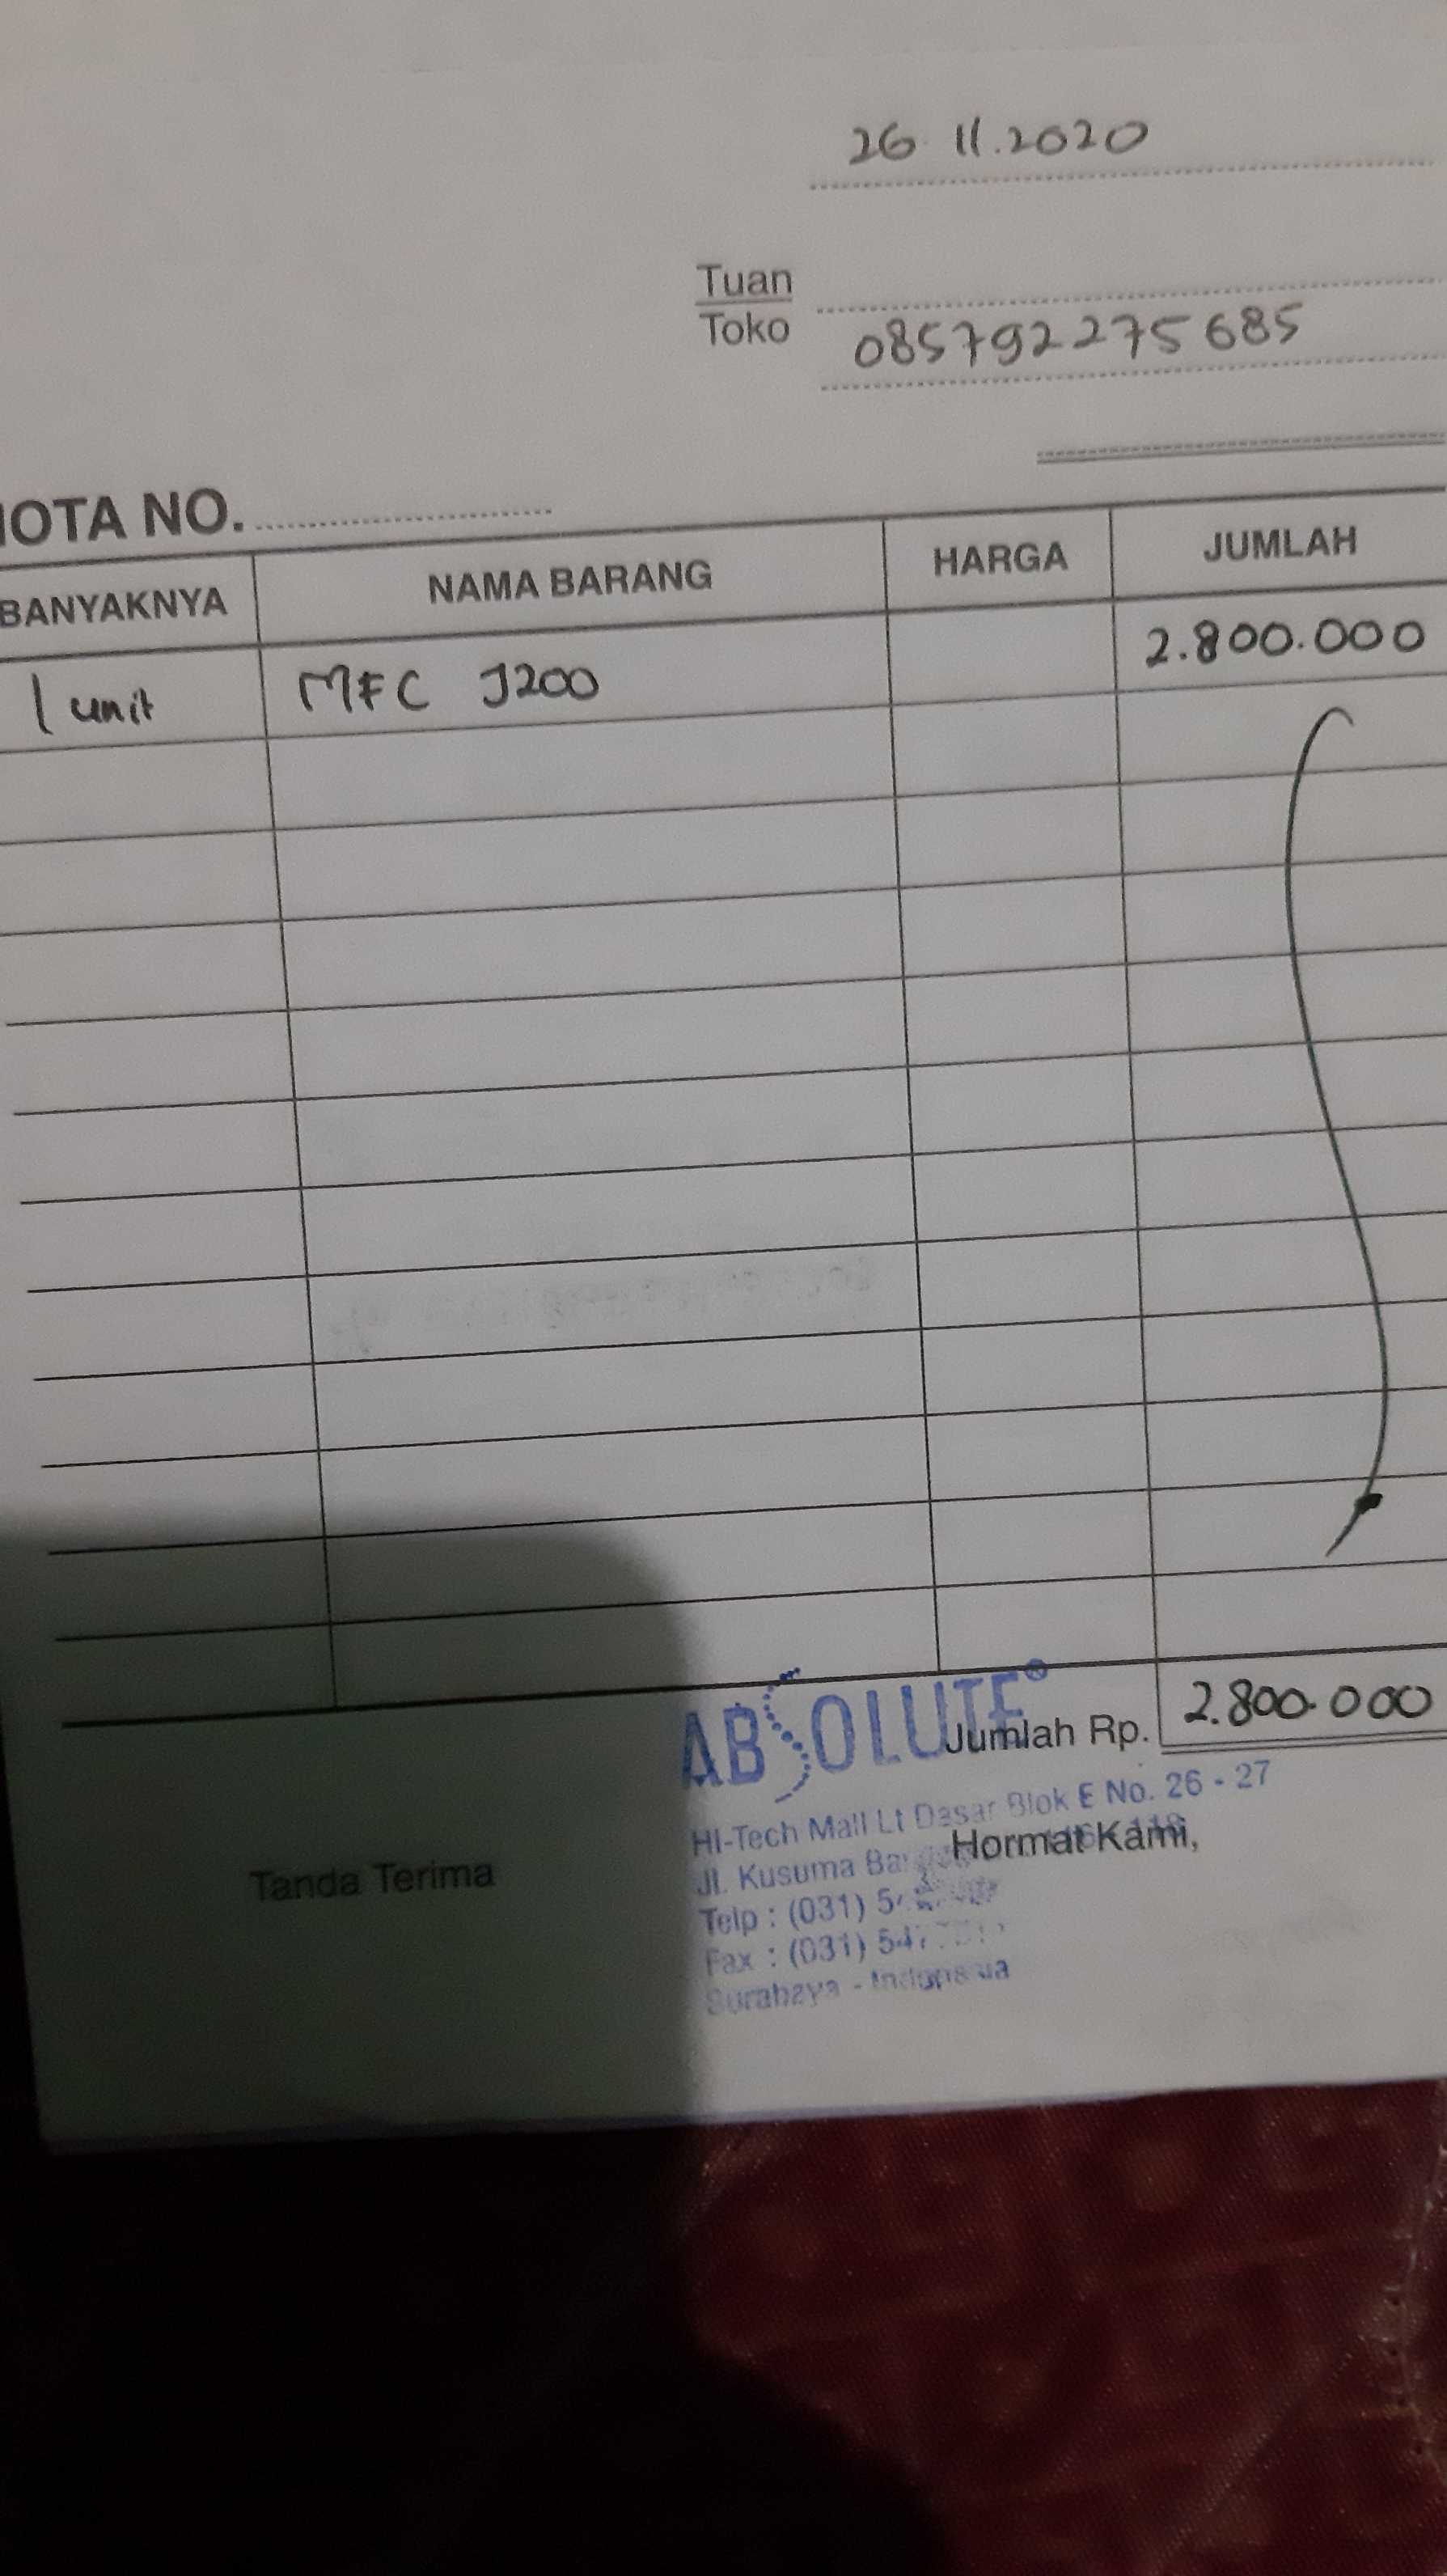 26.11.2020
Tuan
Toko
085792275685
NOTA NO.
BANYAKNYA NAMA BARANG HARGA JUMLAH
1 unit MFC J200 2.800.000
ABSOLUTE®
Jumlah Rp. 2.800.000
HI-Tech Mall Lt Dasar Blok E No. 26 - 27
Jl. Kusuma
Hormat Kami,
Tanda Terima
Telp : (031)
Fax : (031)
Surabaya - Indonesia